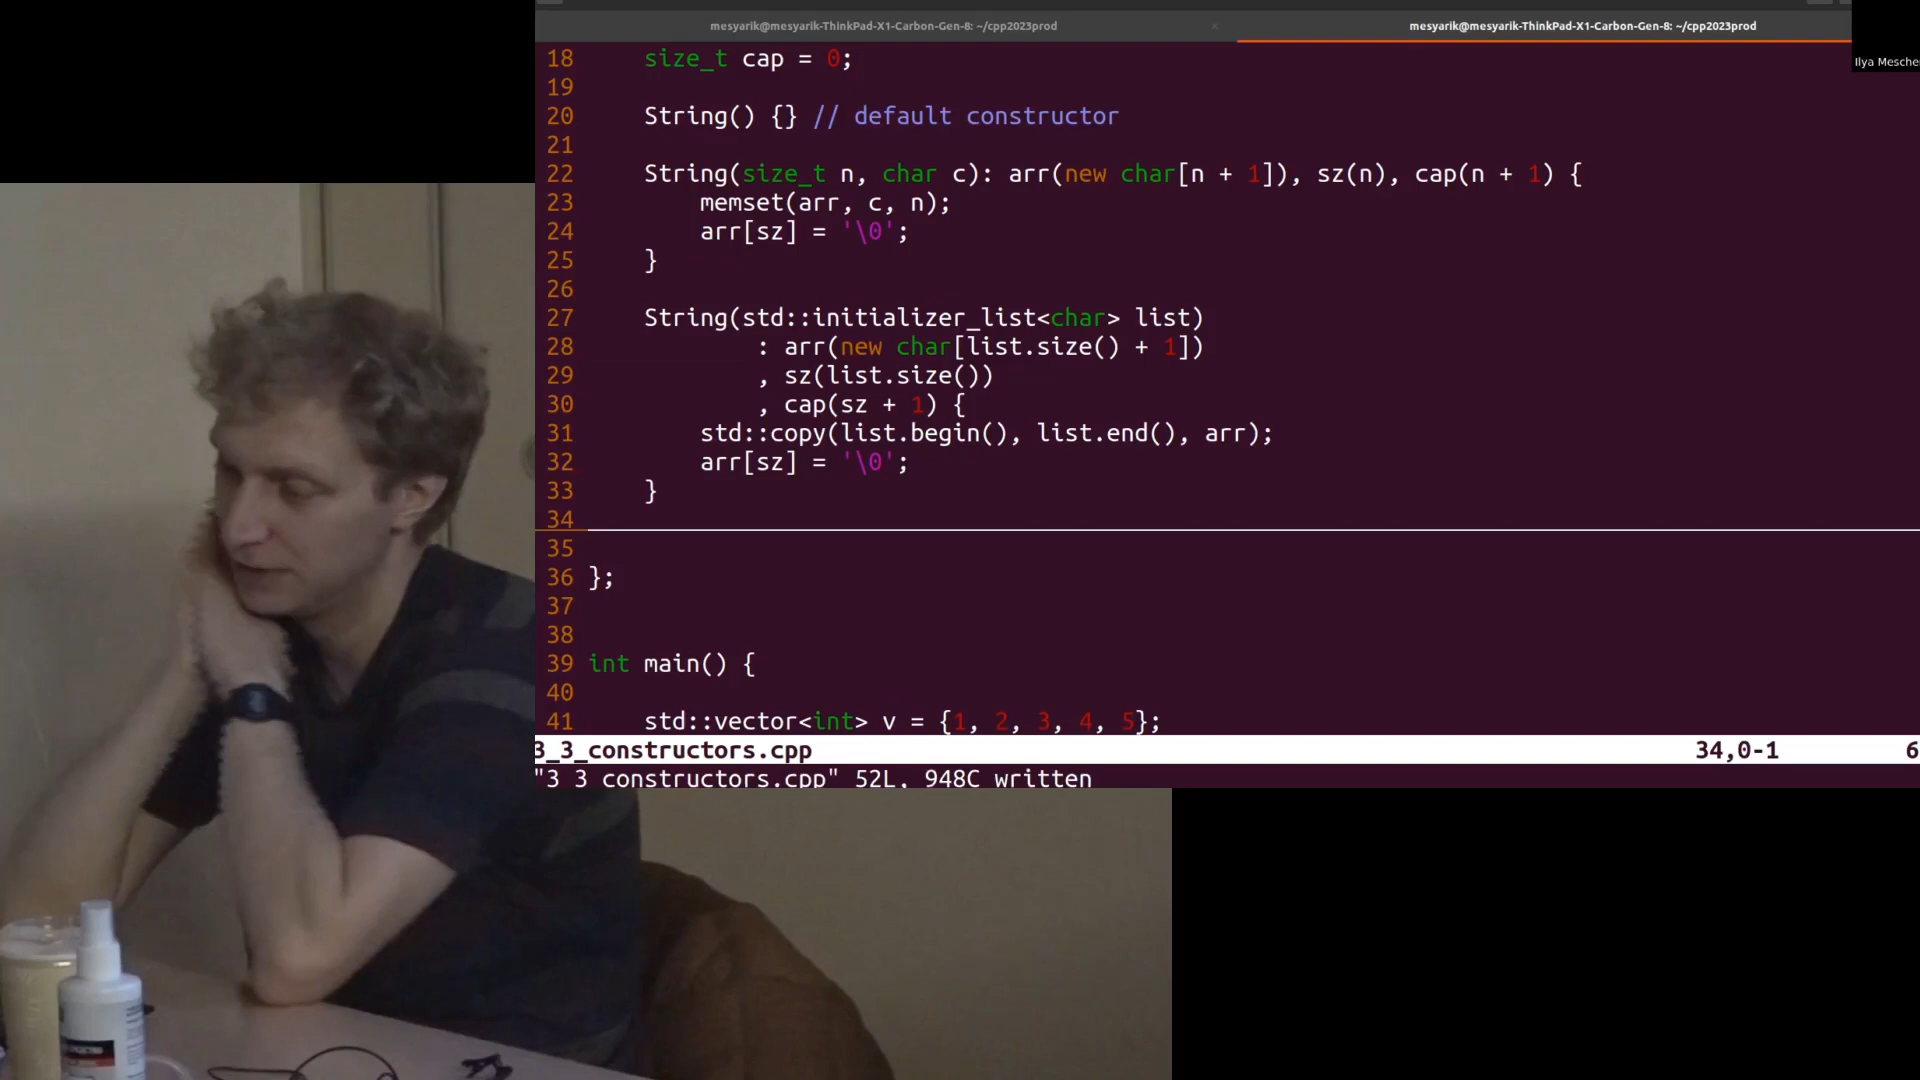 mesyarik@mesyarik-ThinkPad-X1-Carbon-Gen-8: ~/cpp2023prod × mesyarik@mesyarik-ThinkPad-X1-Carbon-Gen-8: ~/cpp2023prod
Ilya Mesche
18     size_t cap = 0;
19
20     String() {} // default constructor
21
22     String(size_t n, char c): arr(new char[n + 1]), sz(n), cap(n + 1) {
23         memset(arr, c, n);
24         arr[sz] = '\0';
25     }
26
27     String(std::initializer_list<char> list)
28             : arr(new char[list.size() + 1])
29             , sz(list.size())
30             , cap(sz + 1) {
31         std::copy(list.begin(), list.end(), arr);
32         arr[sz] = '\0';
33     }
34
35
36 };
37
38
39 int main() {
40
41     std::vector<int> v = {1, 2, 3, 4, 5};
3_3_constructors.cpp 34,0-1 6
"3_3_constructors.cpp" 52L, 948C written